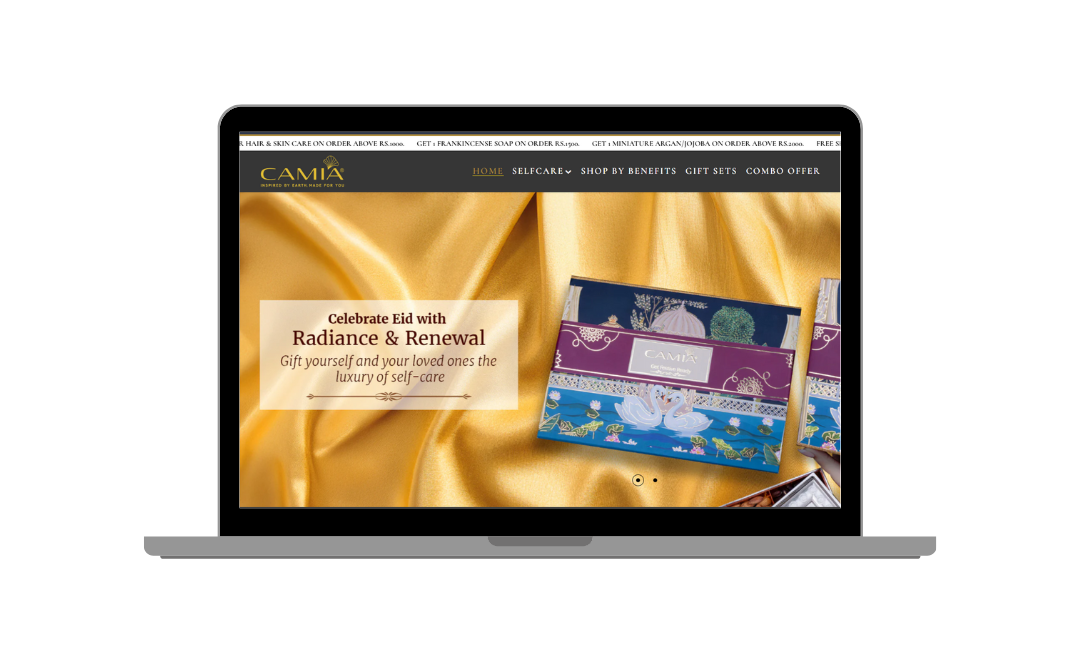 R HAIR & SKIN CARE ON ORDER ABOVE RS.1000. GET 1 FRANKINCENSE SOAP ON ORDER RS.1500. GET 1 MINIATURE ARGAN/JOJOBA ON ORDER ABOVE RS.2000. FREE S
CAMIA®
INSPIRED BY EARTH, MADE FOR YOU
HOME SELFCARE SHOP BY BENEFITS GIFT SETS COMBO OFFER
Celebrate Eid with
Radiance & Renewal
Gift yourself and your loved ones the
luxury of self-care
CAMIA